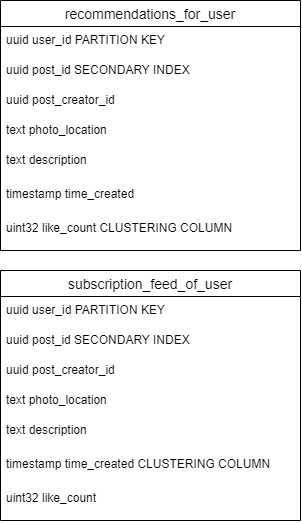 recommendations_for_user
uuid user_id PARTITION KEY
uuid post_id SECONDARY INDEX
uuid post_creator_id
text photo_location
text description
timestamp time_created
uint32 like_count CLUSTERING COLUMN
subscription_feed_of_user
uuid user_id PARTITION KEY
uuid post_id SECONDARY INDEX
uuid post_creator_id
text photo_location
text description
timestamp time_created CLUSTERING COLUMN
uint32 like_count